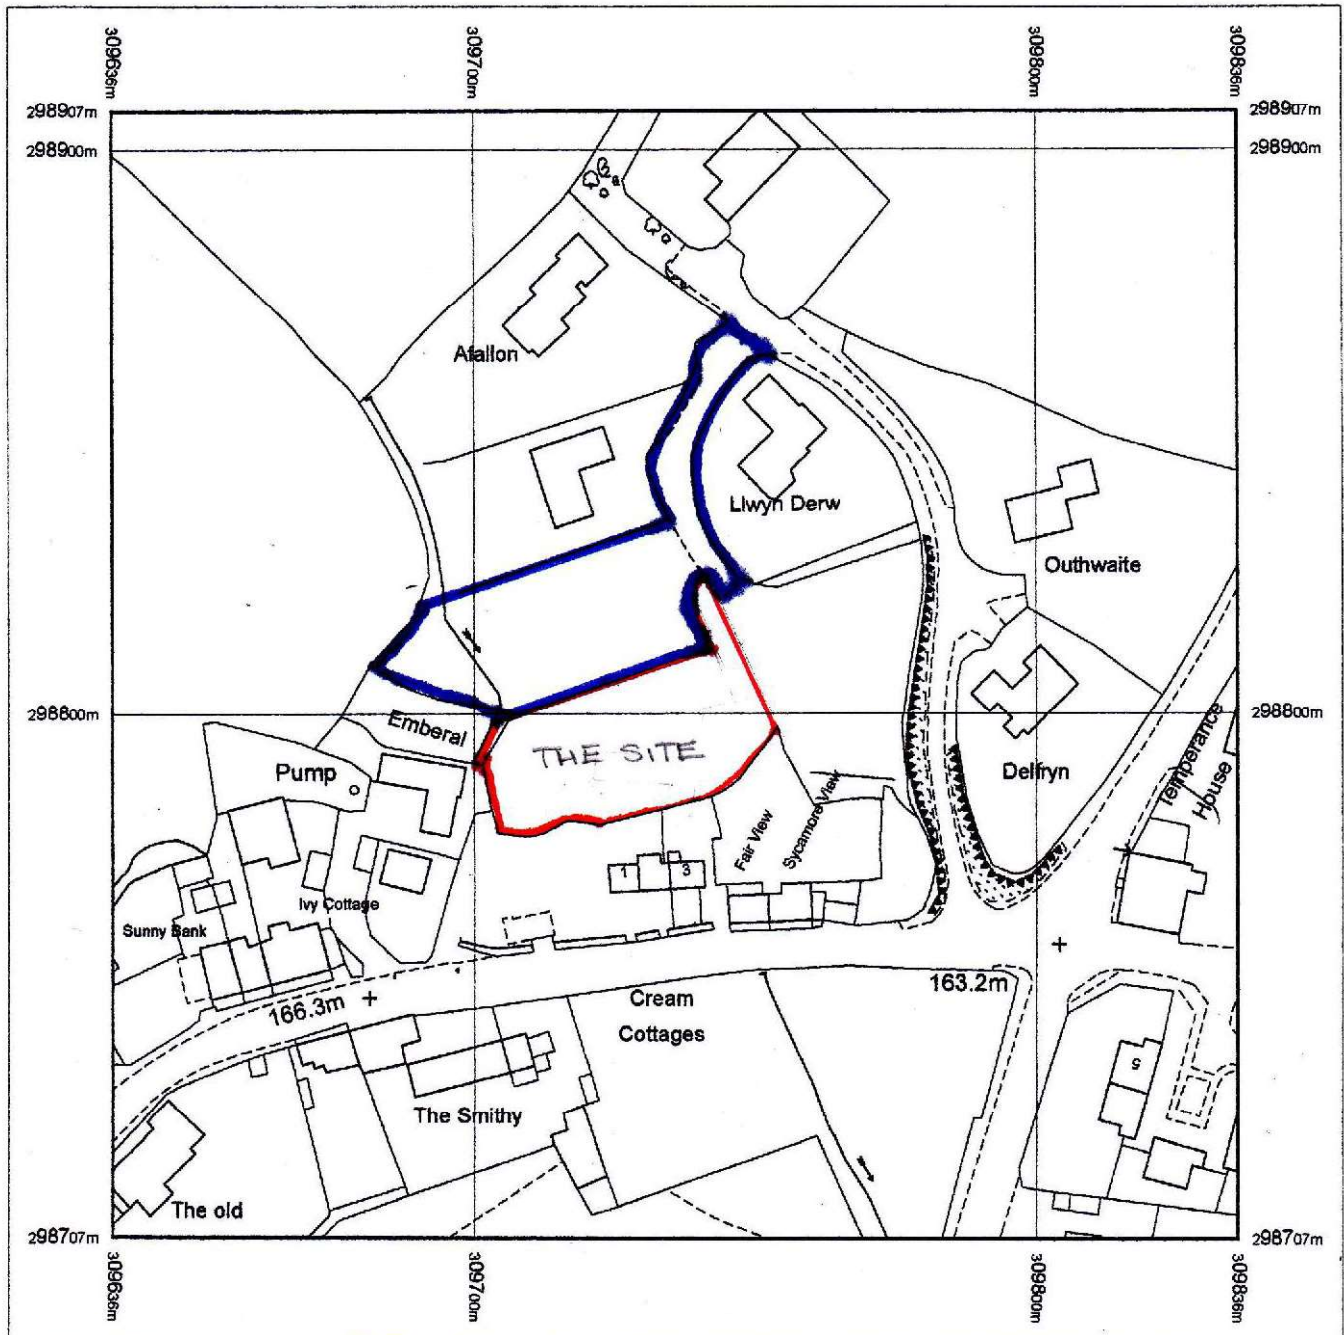 309636m
309700m
309800m
309836m
298907m
298907m
298900m
298900m
Afallon
Llwyn Derw
Outhwaite
298800m
298800m
Emberal
THE SITE
Pump
Delfryn
Temperance
House
Fair View
Sycamore View
1
3
Ivy Cottage
Sunny Bank
166.3m
163.2m
Cream
Cottages
5
The Smithy
The old
298707m
298707m
309636m
309700m
309800m
309836m